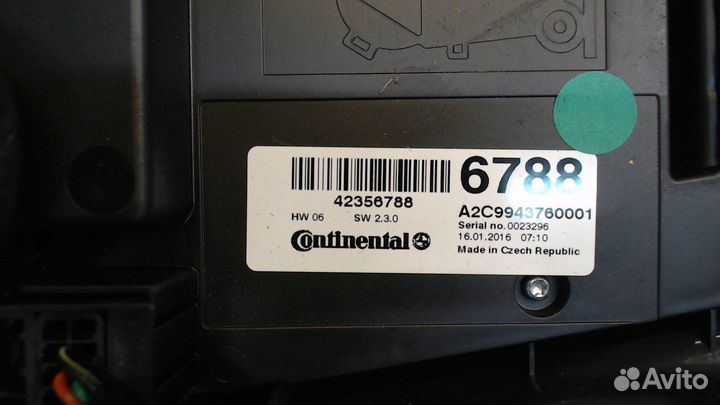 42356788
HW 06 SW 2.3.0
Continental
6788
A2C9943760001
Serial no. 0023296
16.01.2016 07:10
Made in Czech Republic
Avito